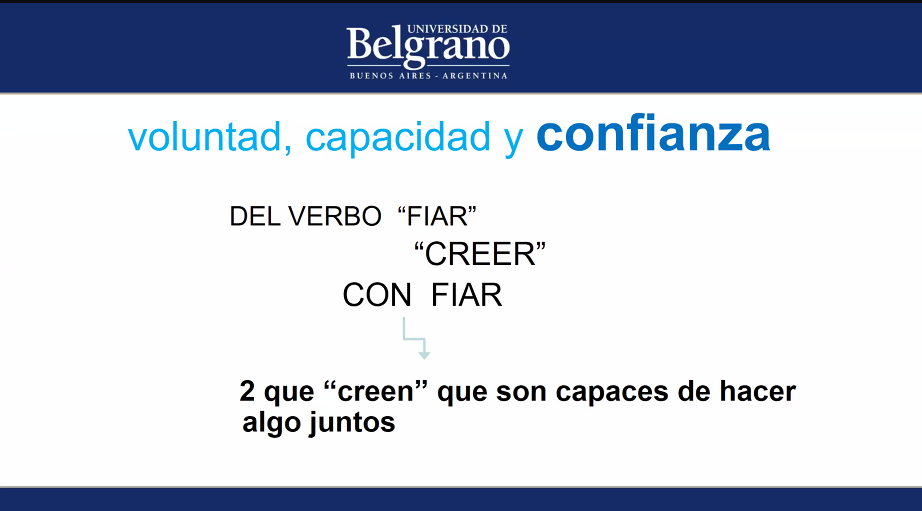 UNIVERSIDAD DE
Belgrano
BUENOS AIRES - ARGENTINA
voluntad, capacidad y confianza
DEL VERBO “FIAR”
“CREER”
CON FIAR
2 que “creen” que son capaces de hacer
algo juntos